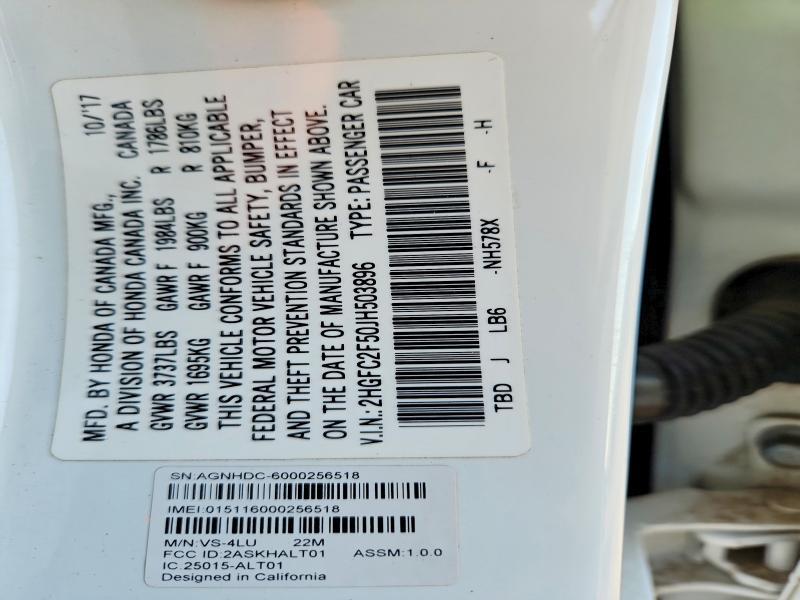 MFD. BY HONDA OF CANADA MFG., 10/17
A DIVISION OF HONDA CANADA INC. CANADA
GVWR 3737LBS GAWR F 1984LBS R 1786LBS
GVWR 1695KG GAWR F 900KG R 810KG
THIS VEHICLE CONFORMS TO ALL APPLICABLE
FEDERAL MOTOR VEHICLE SAFETY, BUMPER,
AND THEFT PREVENTION STANDARDS IN EFFECT
ON THE DATE OF MANUFACTURE SHOWN ABOVE.
V.I.N.: 2HGFC2F50JH503896 TYPE: PASSENGER CAR
TBD J LB6 -NH578X -F -H
SN:AGNHDC-6000256518
IMEI:015116000256518
M/N:VS-4LU 22M
FCC ID:2ASKHALT01 ASSM:1.0.0
IC:25015-ALT01
Designed in California